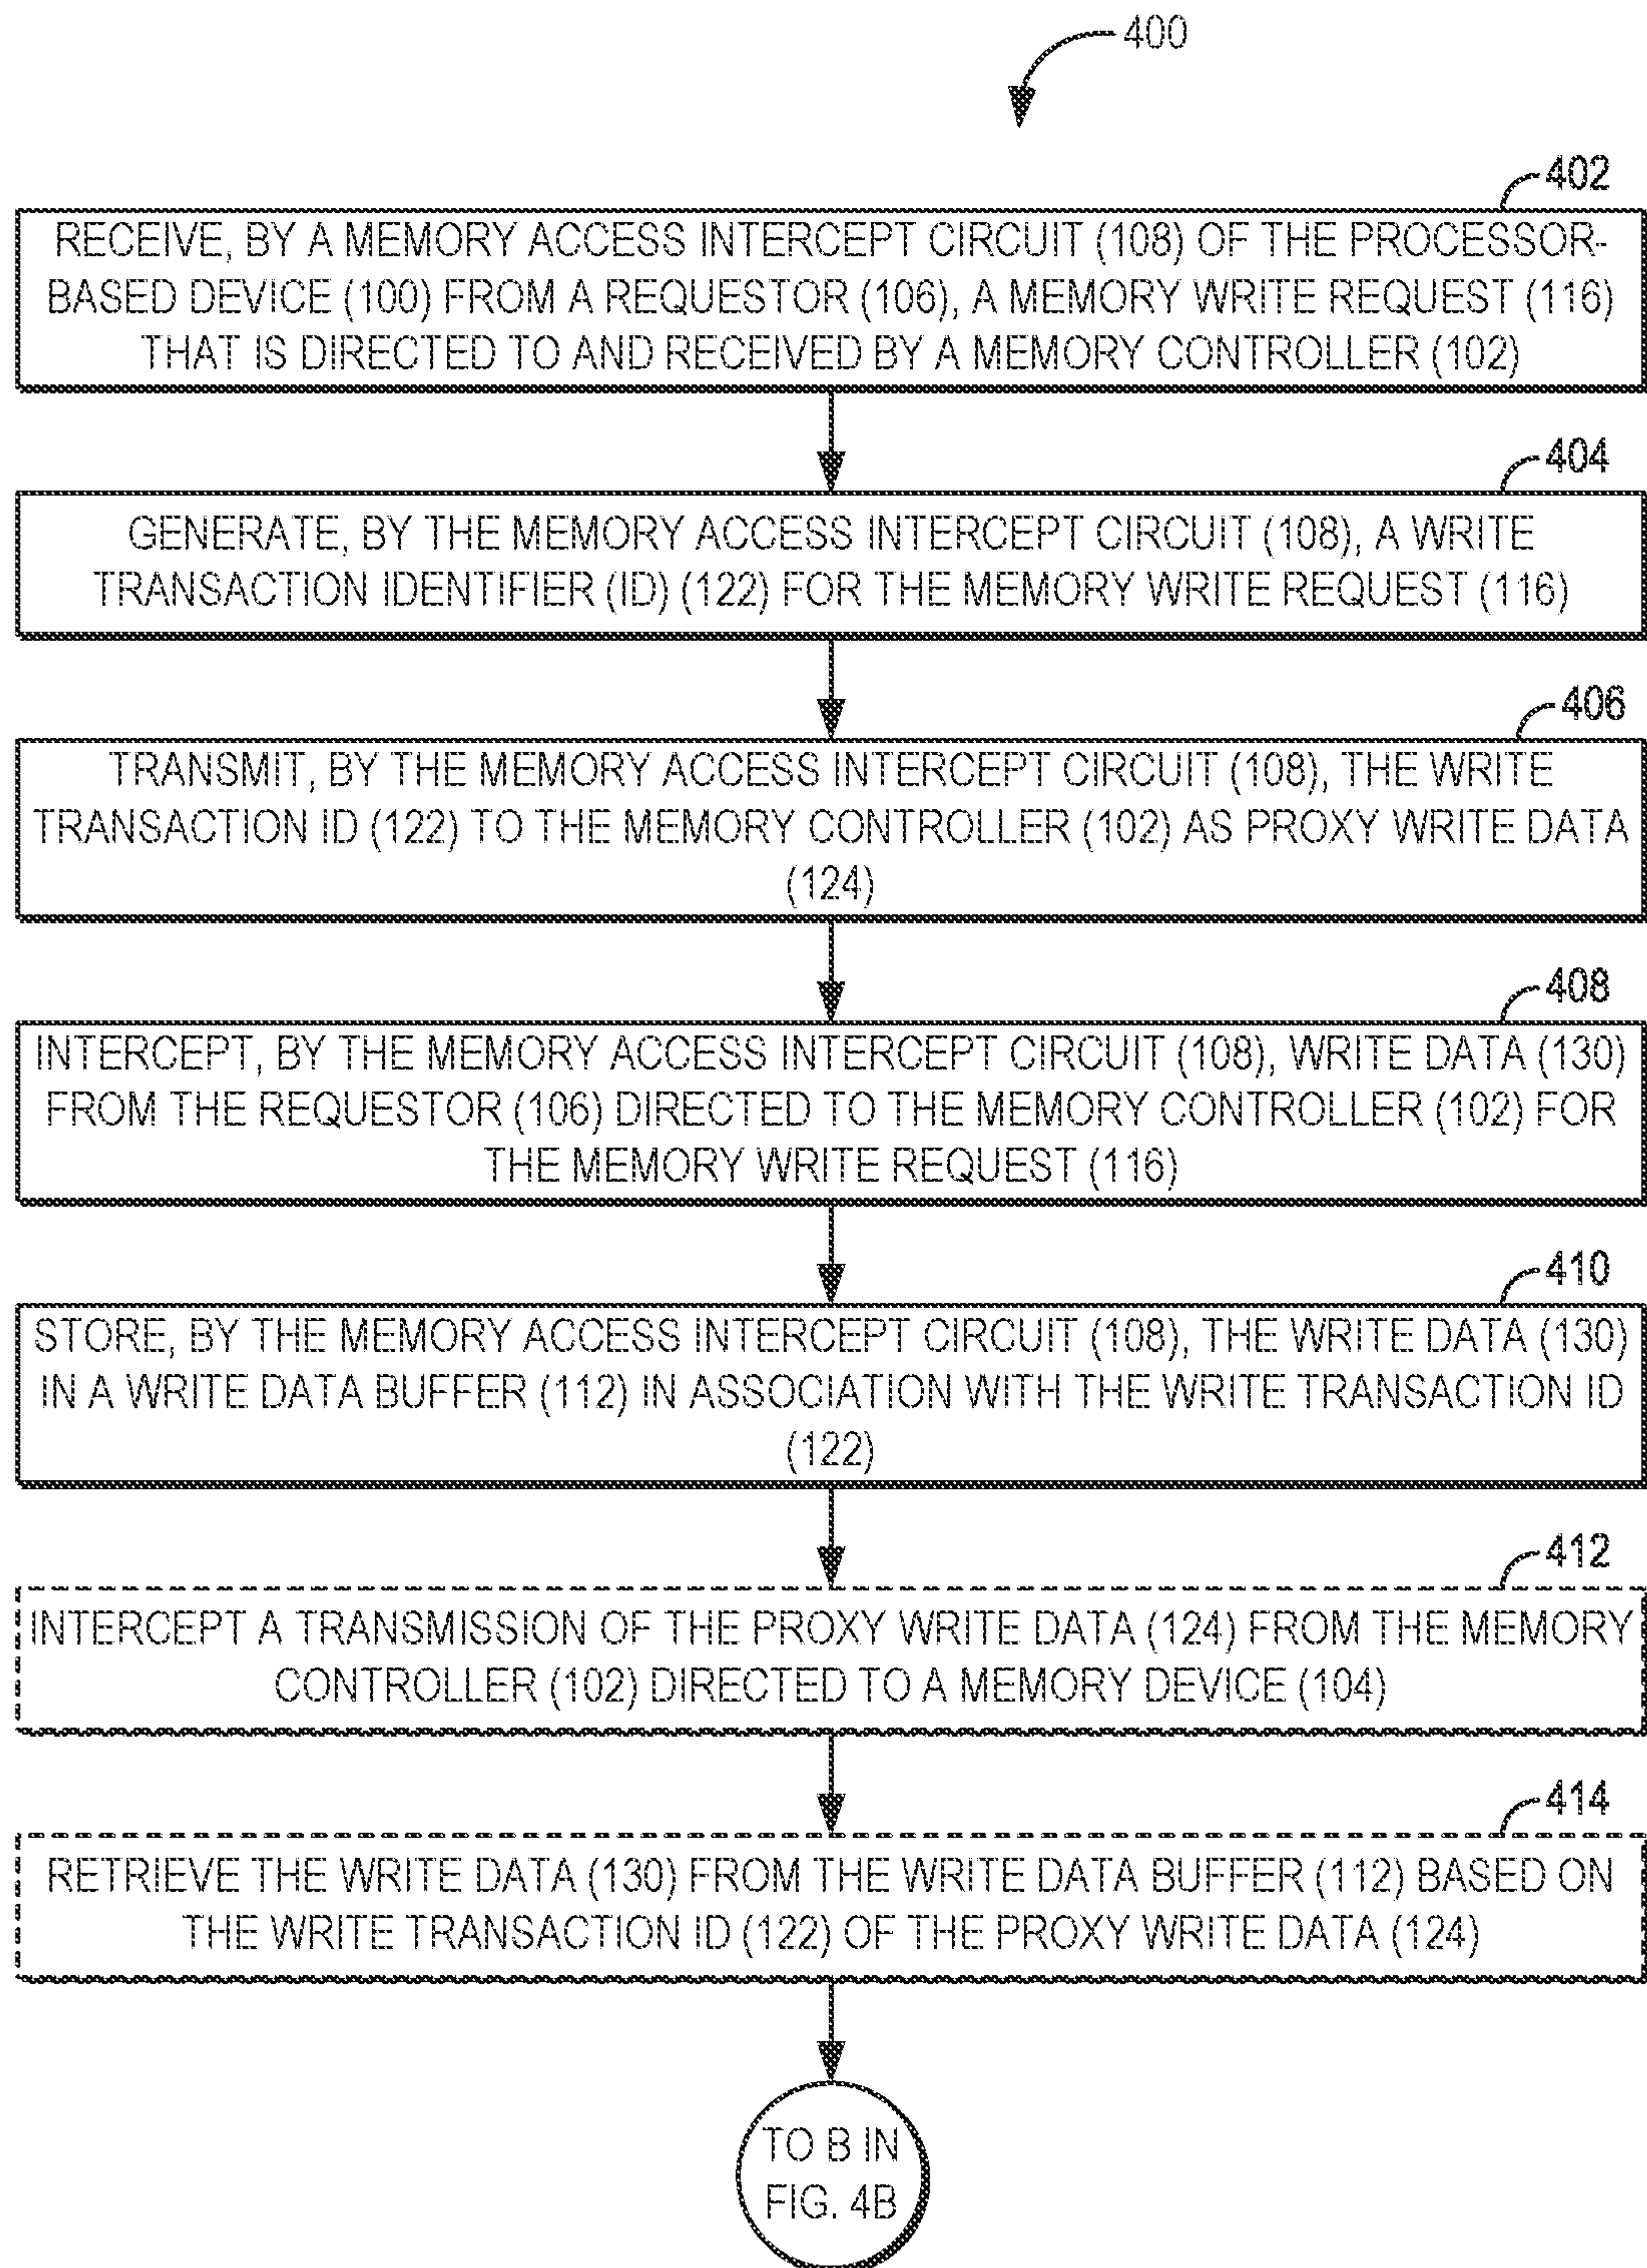 400
402
RECEIVE, BY A MEMORY ACCESS INTERCEPT CIRCUIT (108) OF THE PROCESSOR-
BASED DEVICE (100) FROM A REQUESTOR (106), A MEMORY WRITE REQUEST (116)
THAT IS DIRECTED TO AND RECEIVED BY A MEMORY CONTROLLER (102)
404
GENERATE, BY THE MEMORY ACCESS INTERCEPT CIRCUIT (108), A WRITE
TRANSACTION IDENTIFIER (ID) (122) FOR THE MEMORY WRITE REQUEST (116)
406
TRANSMIT, BY THE MEMORY ACCESS INTERCEPT CIRCUIT (108), THE WRITE
TRANSACTION ID (122) TO THE MEMORY CONTROLLER (102) AS PROXY WRITE DATA
(124)
408
INTERCEPT, BY THE MEMORY ACCESS INTERCEPT CIRCUIT (108), WRITE DATA (130)
FROM THE REQUESTOR (106) DIRECTED TO THE MEMORY CONTROLLER (102) FOR
THE MEMORY WRITE REQUEST (116)
410
STORE, BY THE MEMORY ACCESS INTERCEPT CIRCUIT (108), THE WRITE DATA (130)
IN A WRITE DATA BUFFER (112) IN ASSOCIATION WITH THE WRITE TRANSACTION ID
(122)
412
INTERCEPT A TRANSMISSION OF THE PROXY WRITE DATA (124) FROM THE MEMORY
CONTROLLER (102) DIRECTED TO A MEMORY DEVICE (104)
414
RETRIEVE THE WRITE DATA (130) FROM THE WRITE DATA BUFFER (112) BASED ON
THE WRITE TRANSACTION ID (122) OF THE PROXY WRITE DATA (124)
TO B IN
FIG. 4B